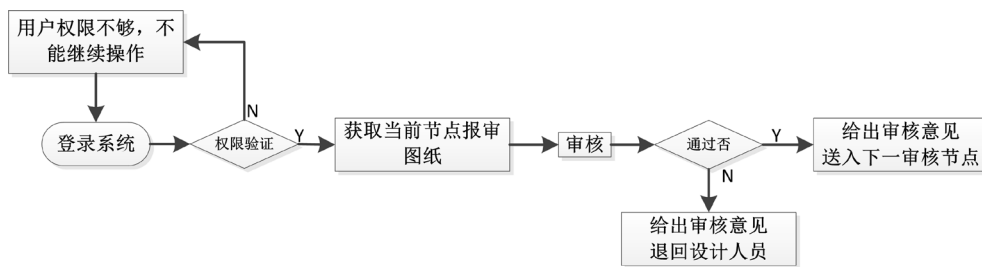 用户权限不够，不
能继续操作
登录系统
权限验证
N
Y
获取当前节点报审
图纸
审核
通过否
Y
N
给出审核意见
送入下一审核节点
给出审核意见
退回设计人员